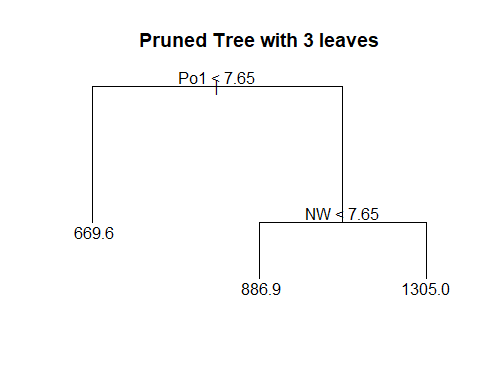 Pruned Tree with 3 leaves
Po1 < 7.65
NW < 7.65
669.6
886.9
1305.0